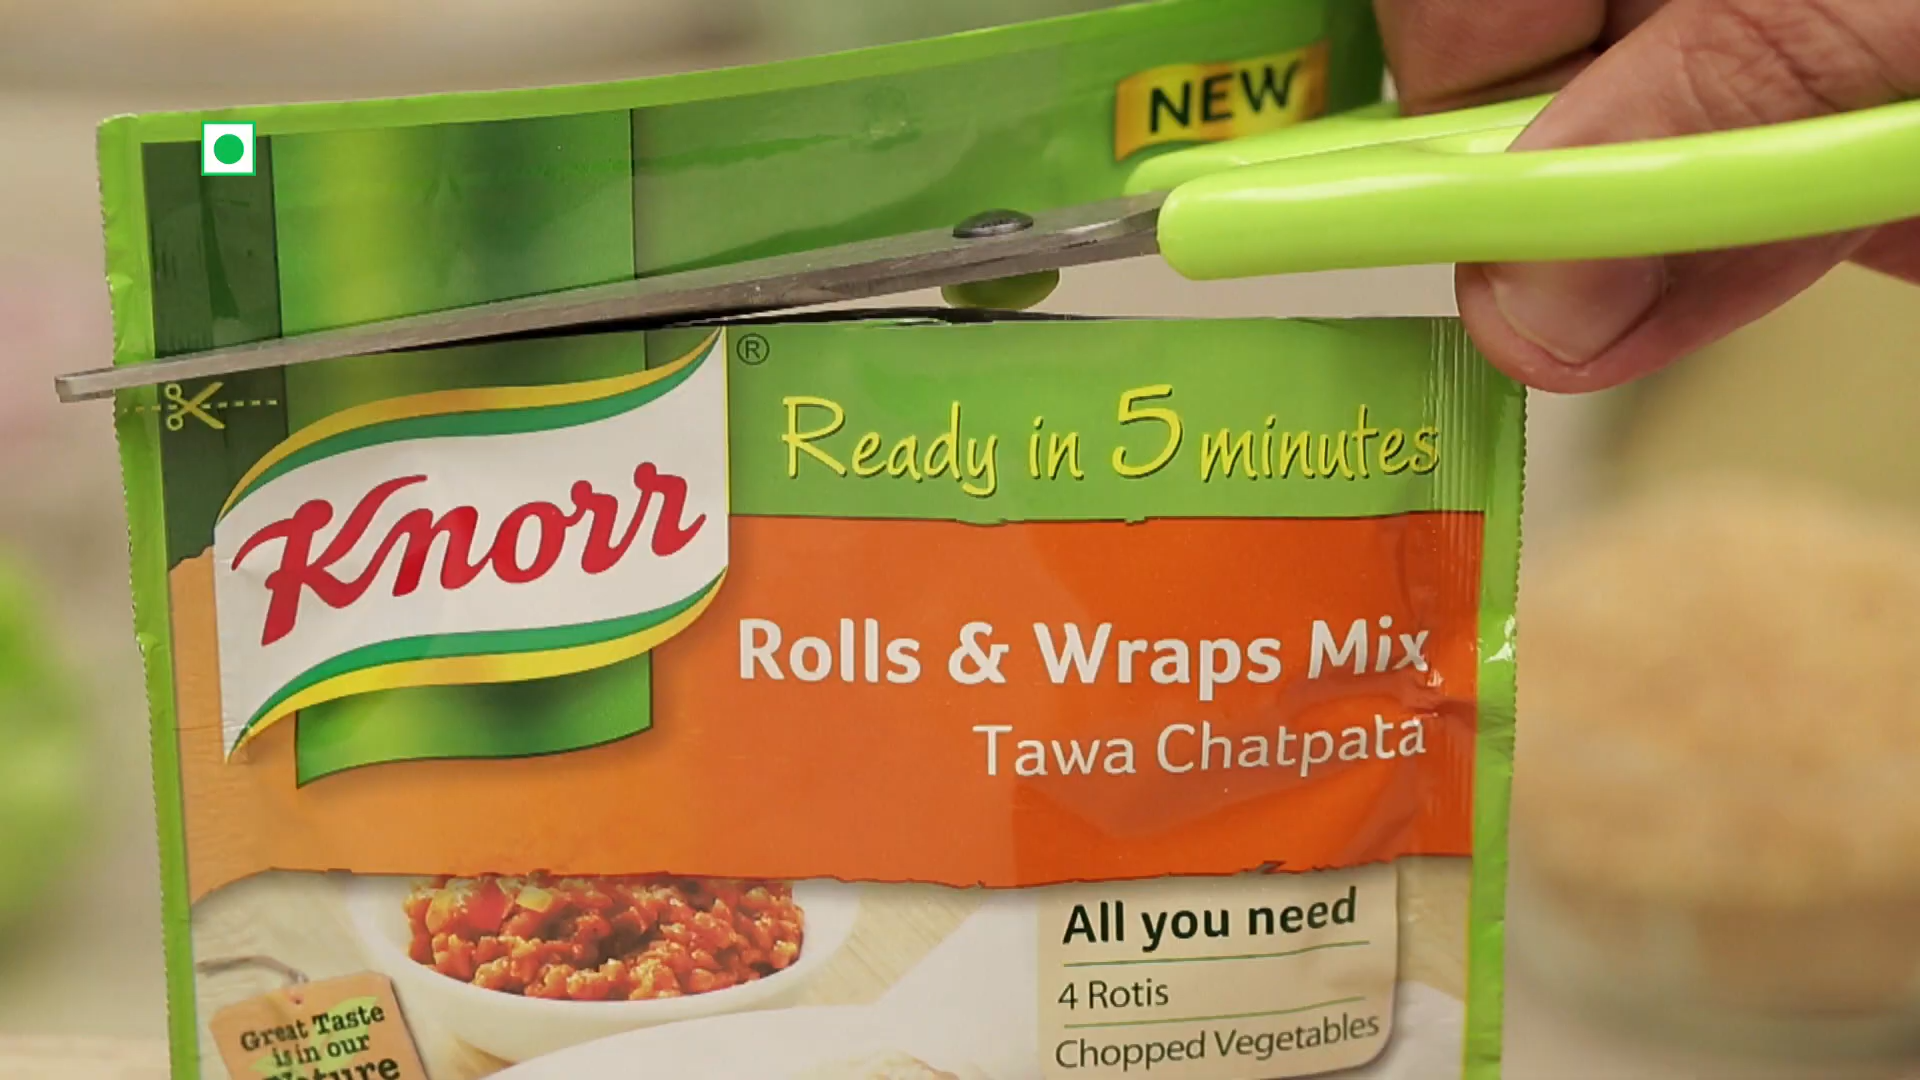 NEW
Knorr
®
Ready in 5 minutes
Rolls & Wraps Mix
Tawa Chatpata
All you need
4 Rotis
Chopped Vegetables
Great Taste
is in our
Nature